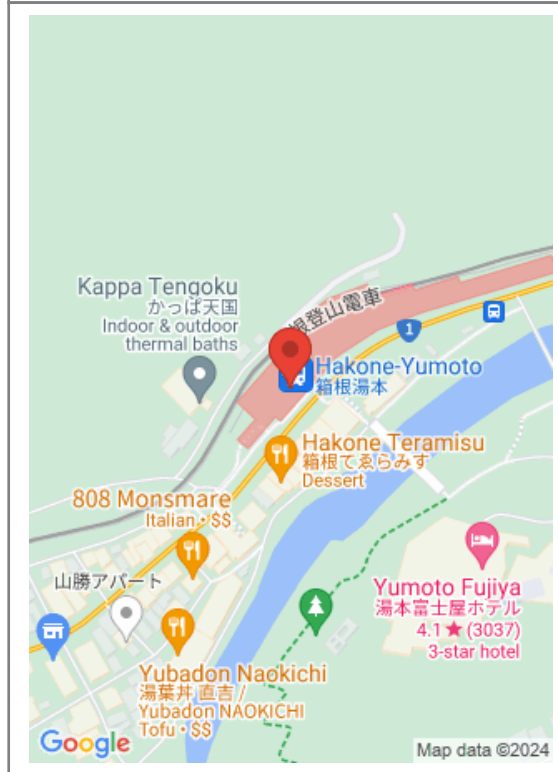 Kappa Tengoku
かっぱ天国
Indoor & outdoor
thermal baths
根登山電車
1
Hakone-Yumoto
箱根湯本
Hakone Teramisu
箱根てゑらみす
Dessert
808 Monsmare
Italian • $$
山勝アパート
Yumoto Fujiya
湯本富士屋ホテル
4.1★(3037)
3-star hotel
Yubadon Naokichi
湯葉丼 直吉 /
Yubadon NAOKICHI
Tofu • $$
Google
Map data ©2024